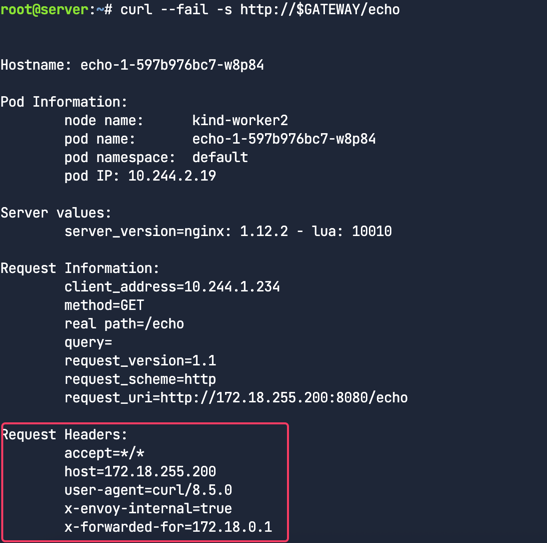 root@server:~# curl --fail -s http://$GATEWAY/echo
Hostname: echo-1-597b976bc7-w8p84
Pod Information:
node name: kind-worker2
pod name: echo-1-597b976bc7-w8p84
pod namespace: default
pod IP: 10.244.2.19
Server values:
server_version=nginx: 1.12.2 - lua: 10010
Request Information:
client_address=10.244.1.234
method=GET
real path=/echo
query=
request_version=1.1
request_scheme=http
request_uri=http://172.18.255.200:8080/echo
Request Headers:
accept=*/*
host=172.18.255.200
user-agent=curl/8.5.0
x-envoy-internal=true
x-forwarded-for=172.18.0.1